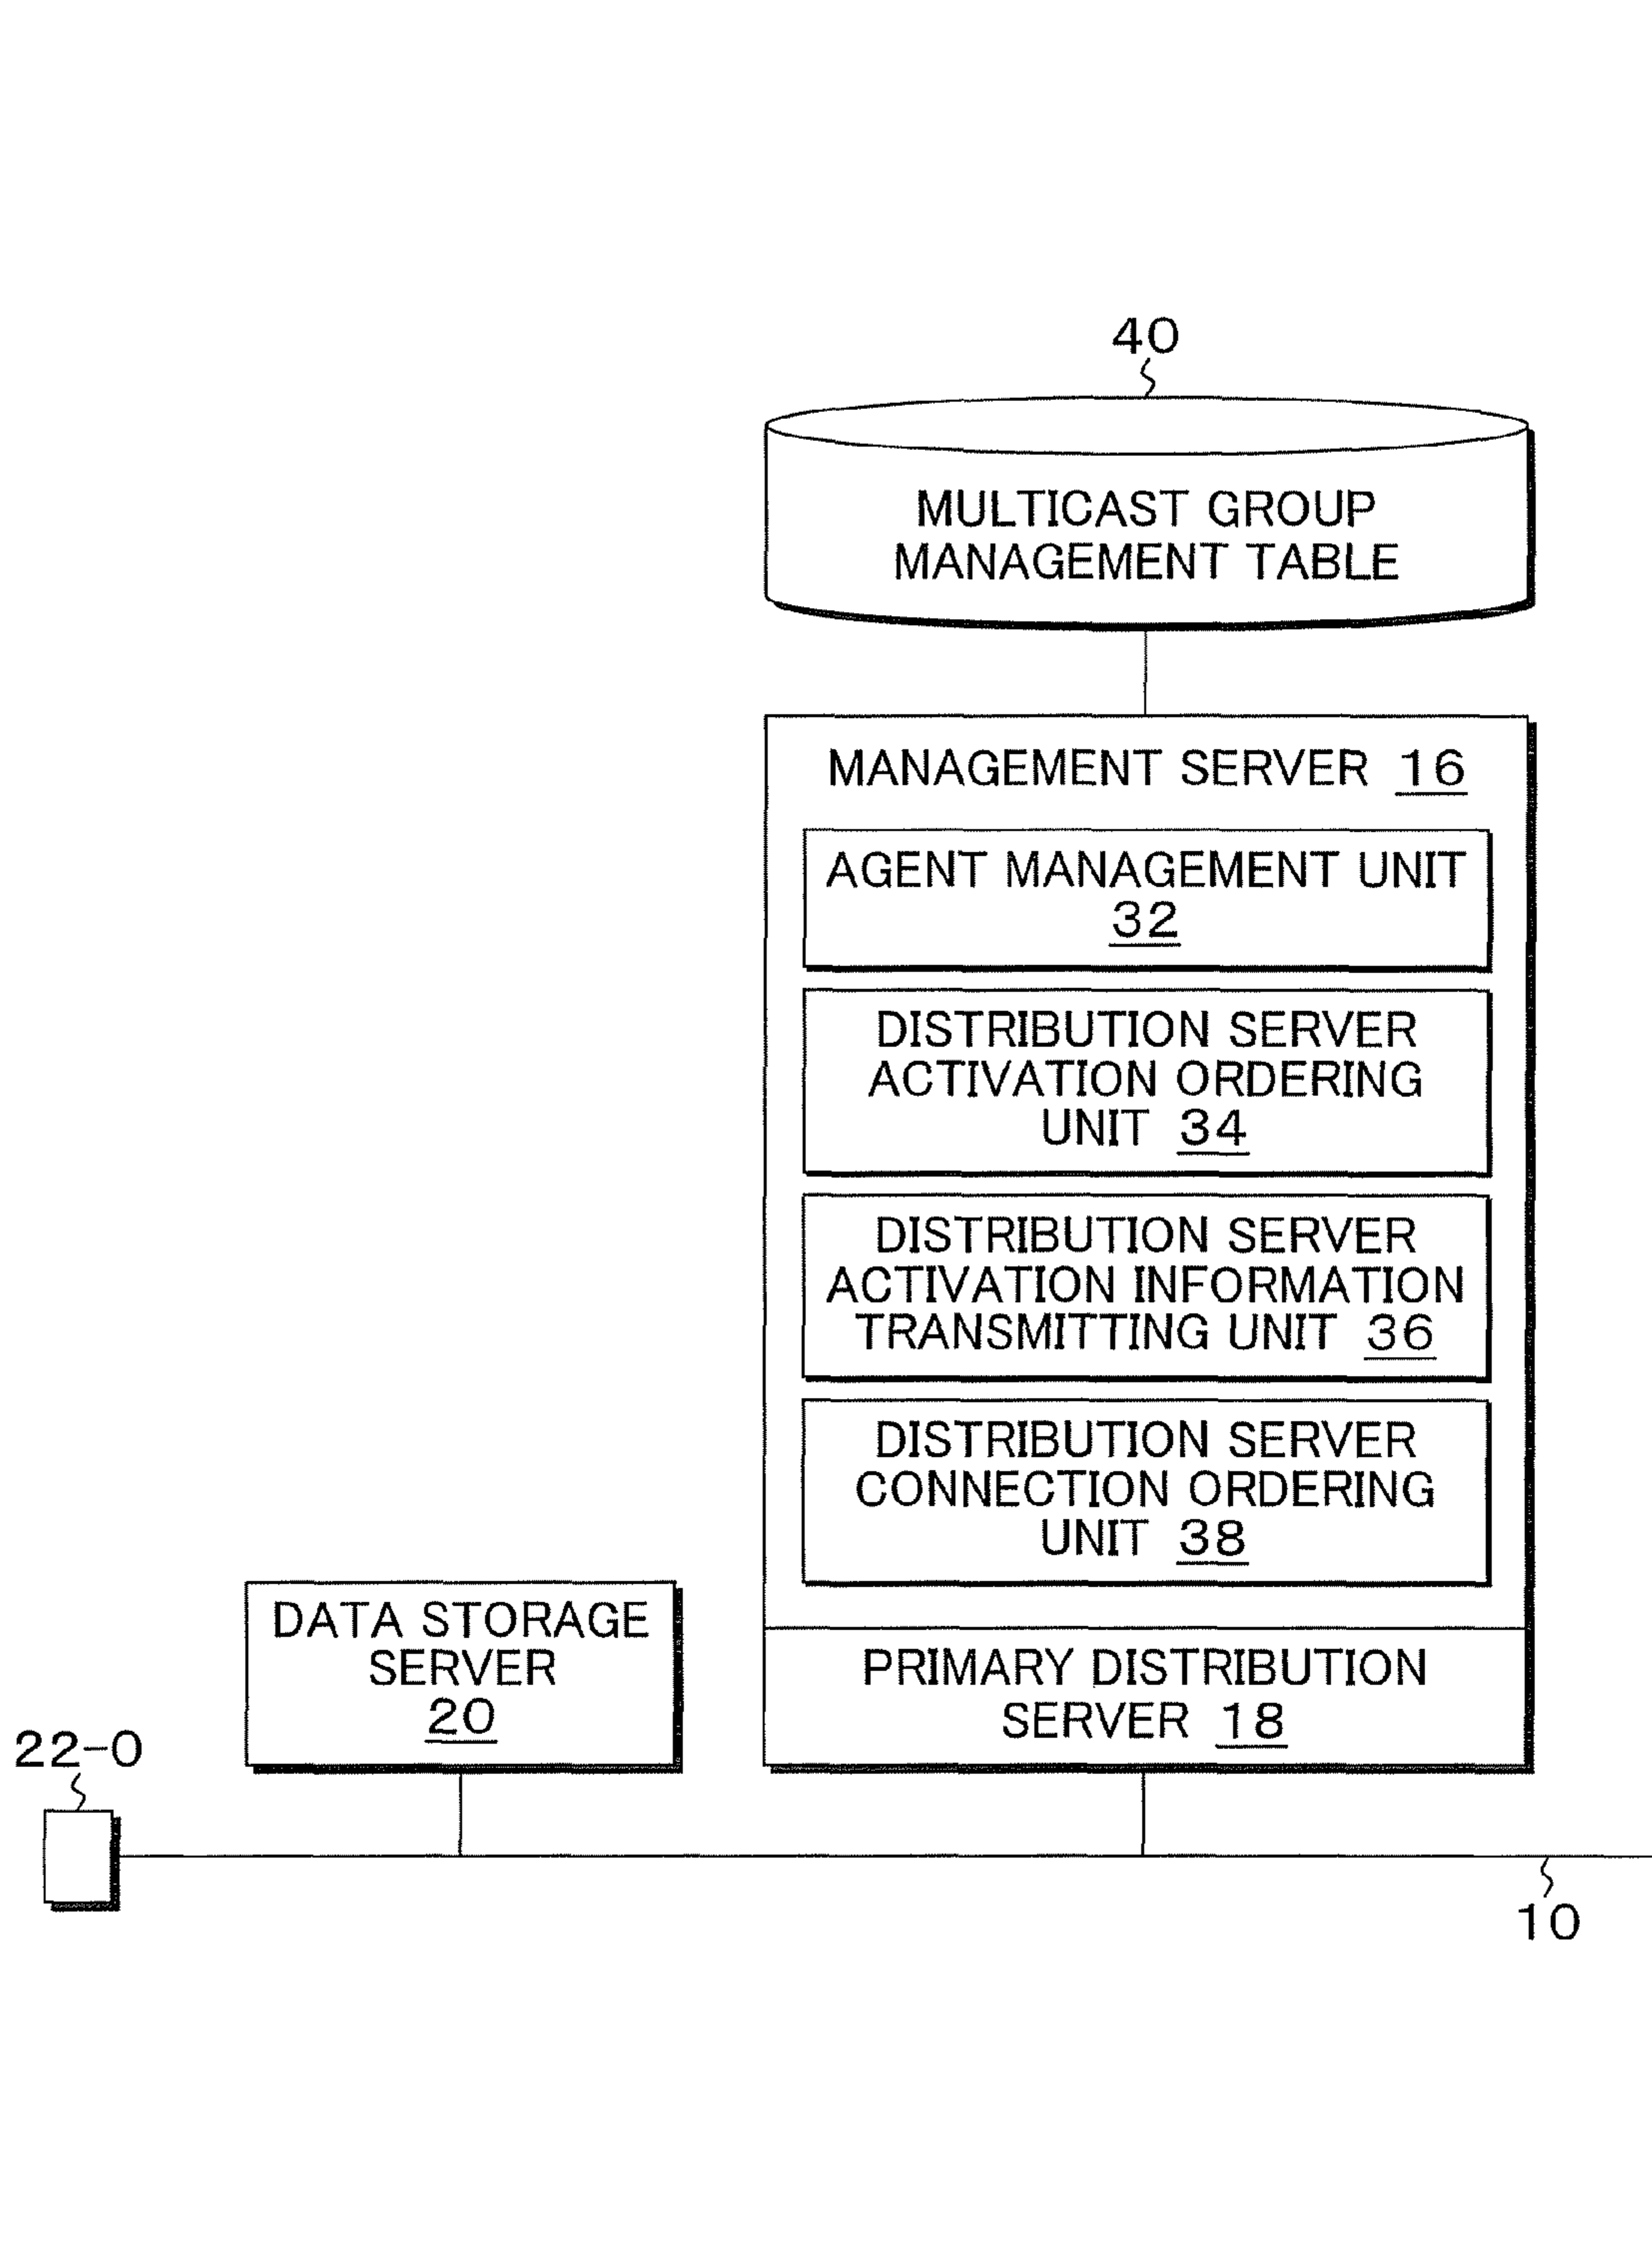 40
MULTICAST GROUP
MANAGEMENT TABLE
MANAGEMENT SERVER 16
AGENT MANAGEMENT UNIT
32
DISTRIBUTION SERVER
ACTIVATION ORDERING
UNIT 34
DISTRIBUTION SERVER
ACTIVATION INFORMATION
TRANSMITTING UNIT 36
DISTRIBUTION SERVER
CONNECTION ORDERING
UNIT 38
DATA STORAGE
SERVER
20
PRIMARY DISTRIBUTION
SERVER 18
22-0
10